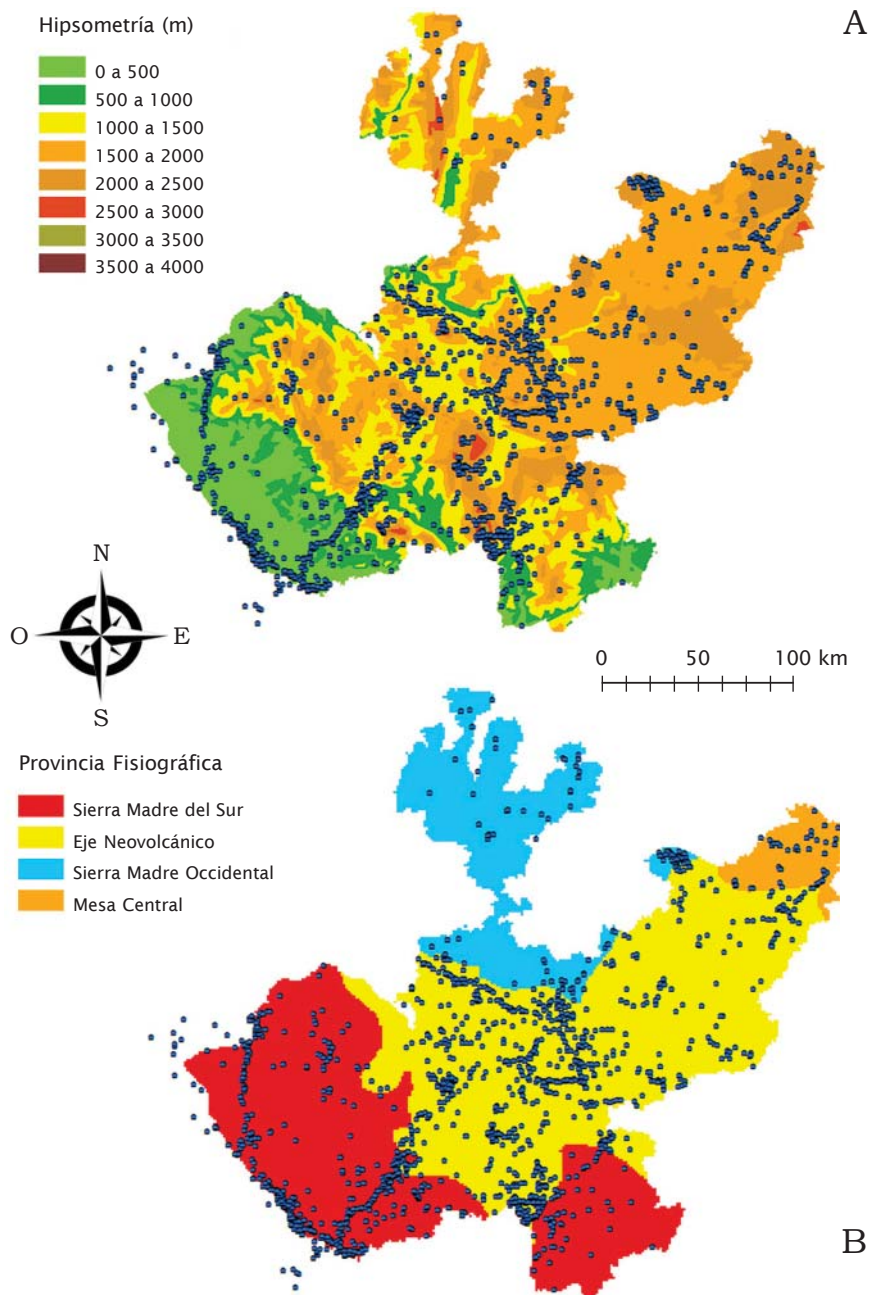 Hipsometría (m)
A
0 a 500
500 a 1000
1000 a 1500
1500 a 2000
2000 a 2500
2500 a 3000
3000 a 3500
3500 a 4000
N
O
E
S
0 50 100 km
Provincia Fisiográfica
Sierra Madre del Sur
Eje Neovolcánico
Sierra Madre Occidental
Mesa Central
B